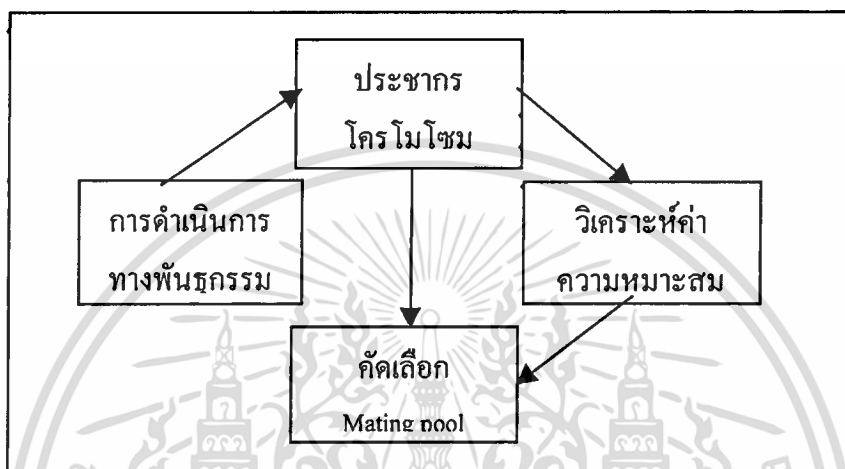 ประชากร
โครโมโซม
การดำเนินการ
ทางพันธุกรรม
วิเคราะห์ค่า
ความหมาะสม
คัดเลือก
Mating pool